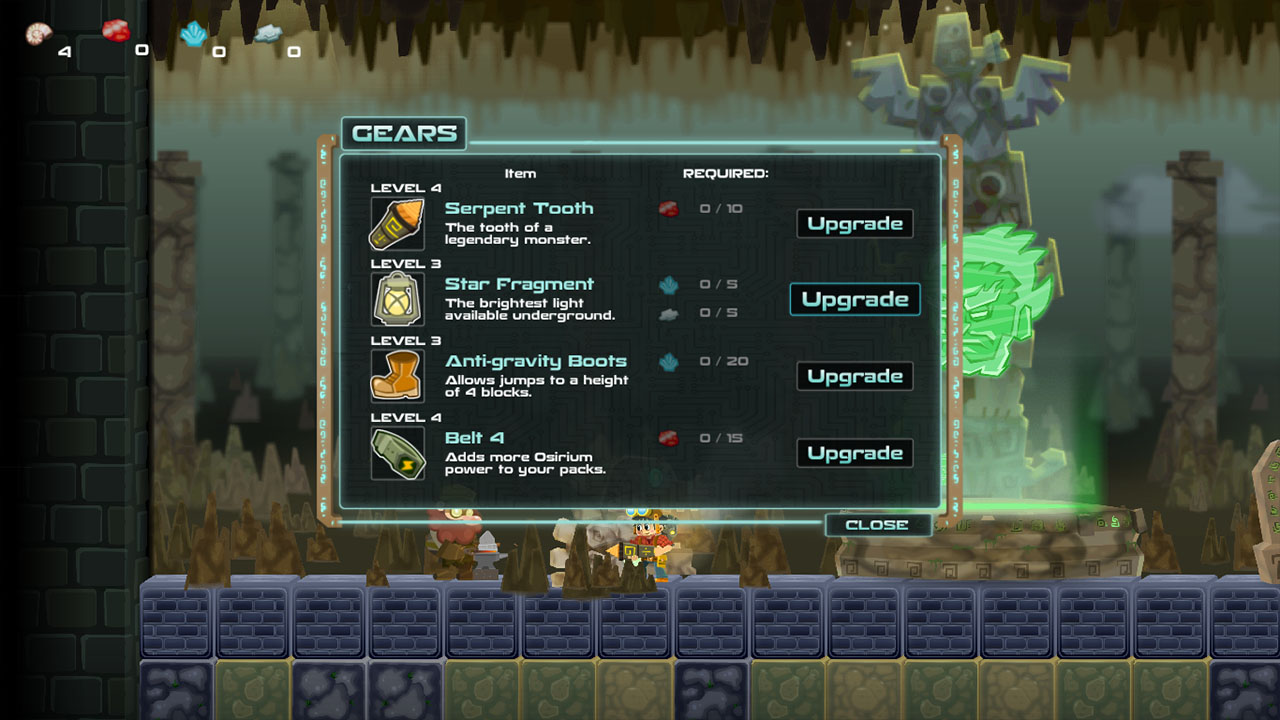 4 0 0 0
GEARS
Item REQUIRED:
LEVEL 4
Serpent Tooth 0 / 10
The tooth of a
legendary monster.
Upgrade
LEVEL 3
Star Fragment 0 / 5
The brightest light
available underground.
0 / 5
Upgrade
LEVEL 3
Anti-gravity Boots 0 / 20
Allows jumps to a height
of 4 blocks.
Upgrade
LEVEL 4
Belt 4 0 / 15
Adds more Osirium
power to your packs.
Upgrade
CLOSE